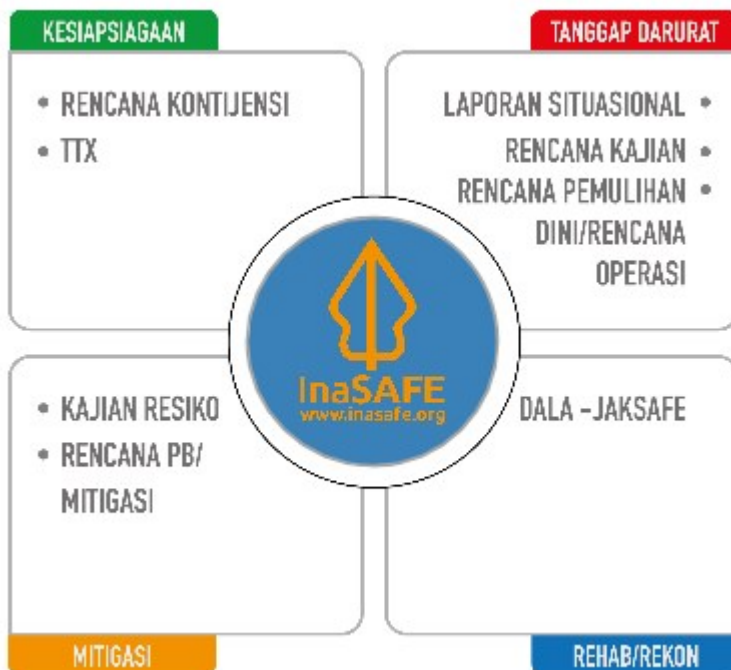 KESIAPSIAGAAN
• RENCANA KONTIJENSI
• TTX
TANGGAP DARURAT
LAPORAN SITUASIONAL •
RENCANA KAJIAN •
RENCANA PEMULIHAN •
DINI/RENCANA
OPERASI
InaSAFE
www.inasafe.org
• KAJIAN RESIKO
• RENCANA PB/
MITIGASI
MITIGASI
DALA -JAKSAFE
REHAB/REKON